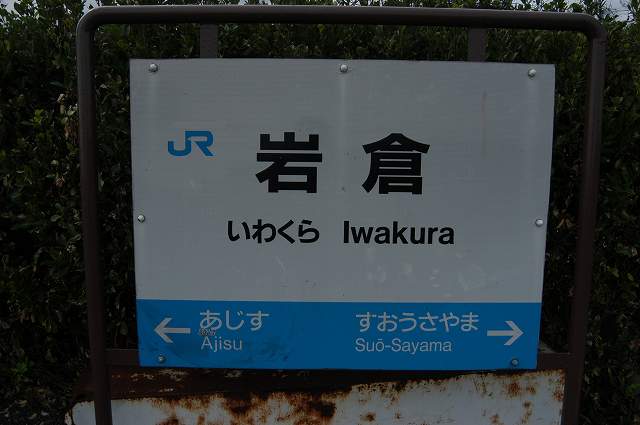 JR
岩倉
いわくら Iwakura
← あじす すおうさやま →
Ajisu Suō-Sayama